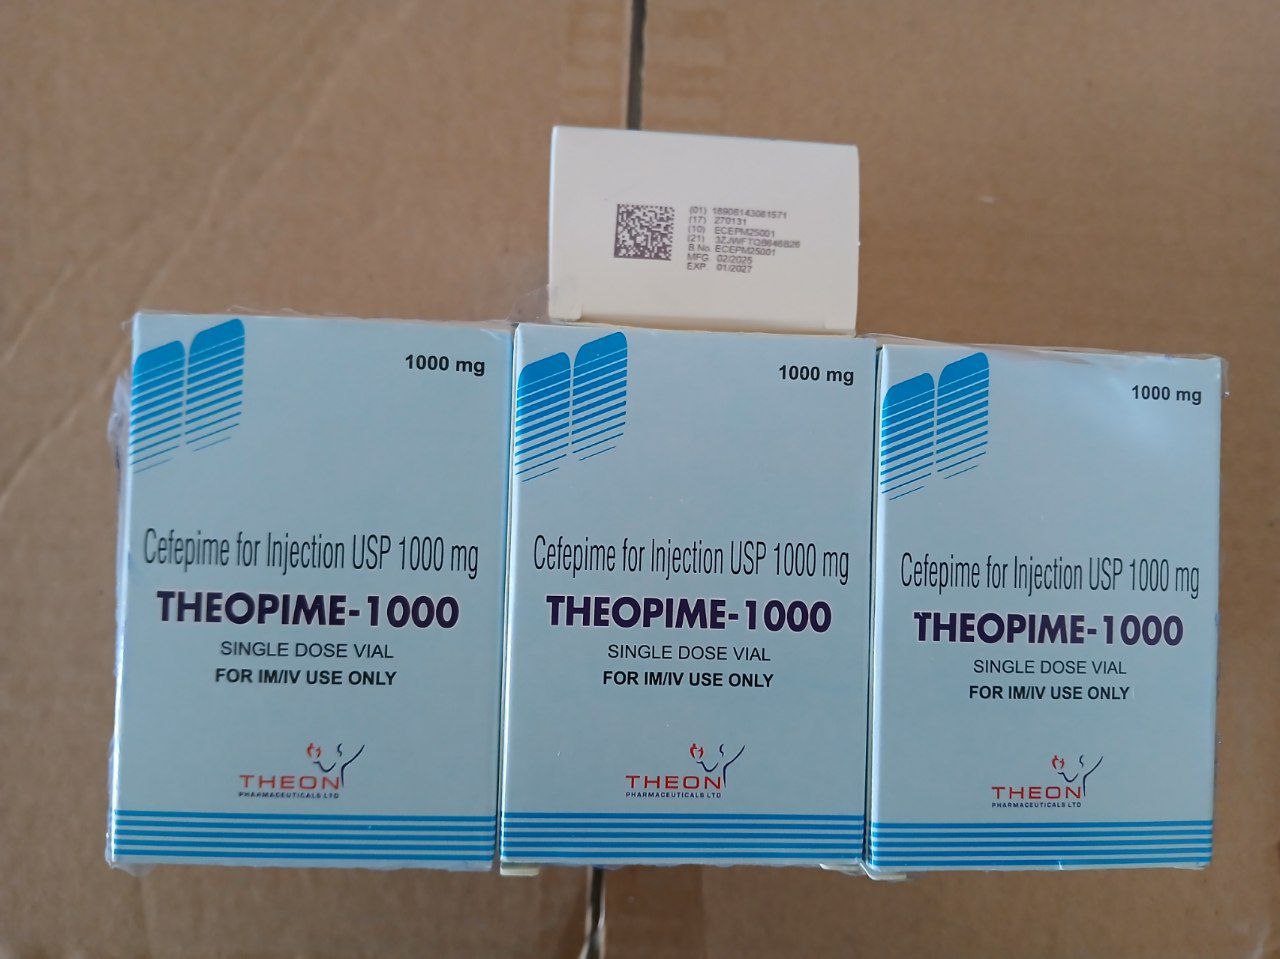 (01) 18906143061571
(17) 270131
(10) ECEPM25001
(21) 3ZJWFTQB646B26
B.No. ECEPM25001
MFG. 02/2025
EXP. 01/2027
1000 mg
Cefepime for Injection USP 1000 mg
THEOPIME-1000
SINGLE DOSE VIAL
FOR IM/IV USE ONLY
THEON
PHARMACEUTICALS LTD
1000 mg
Cefepime for Injection USP 1000 mg
THEOPIME-1000
SINGLE DOSE VIAL
FOR IM/IV USE ONLY
THEON
PHARMACEUTICALS LTD
1000 mg
Cefepime for Injection USP 1000 mg
THEOPIME-1000
SINGLE DOSE VIAL
FOR IM/IV USE ONLY
THEON
PHARMACEUTICALS LTD